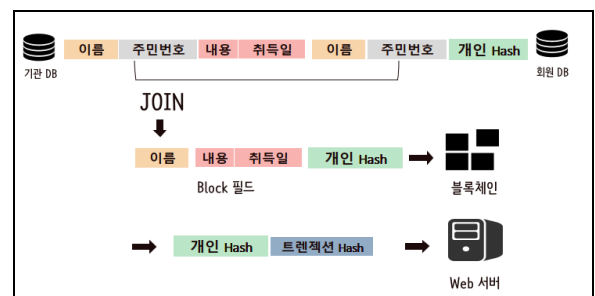 이름 주민번호 내용 취득일 이름 주민번호 개인 Hash
기관 DB 회원 DB
JOIN
이름 내용 취득일 개인 Hash
Block 필드 블록체인
개인 Hash 트렌젝션 Hash
Web 서버